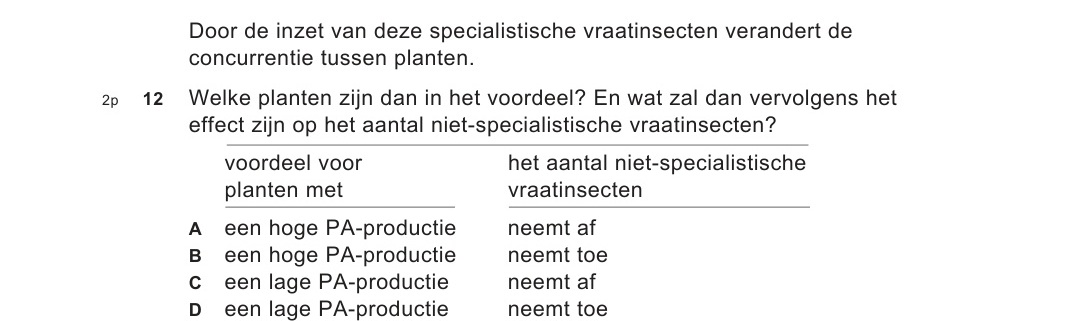 Door de inzet van deze specialistische vraatinsecten verandert de
concurrentie tussen planten.
2p 12 Welke planten zijn dan in het voordeel? En wat zal dan vervolgens het
effect zijn op het aantal niet-specialistische vraatinsecten?
voordeel voor het aantal niet-specialistische
planten met vraatinsecten
A een hoge PA-productie neemt af
B een hoge PA-productie neemt toe
C een lage PA-productie neemt af
D een lage PA-productie neemt toe